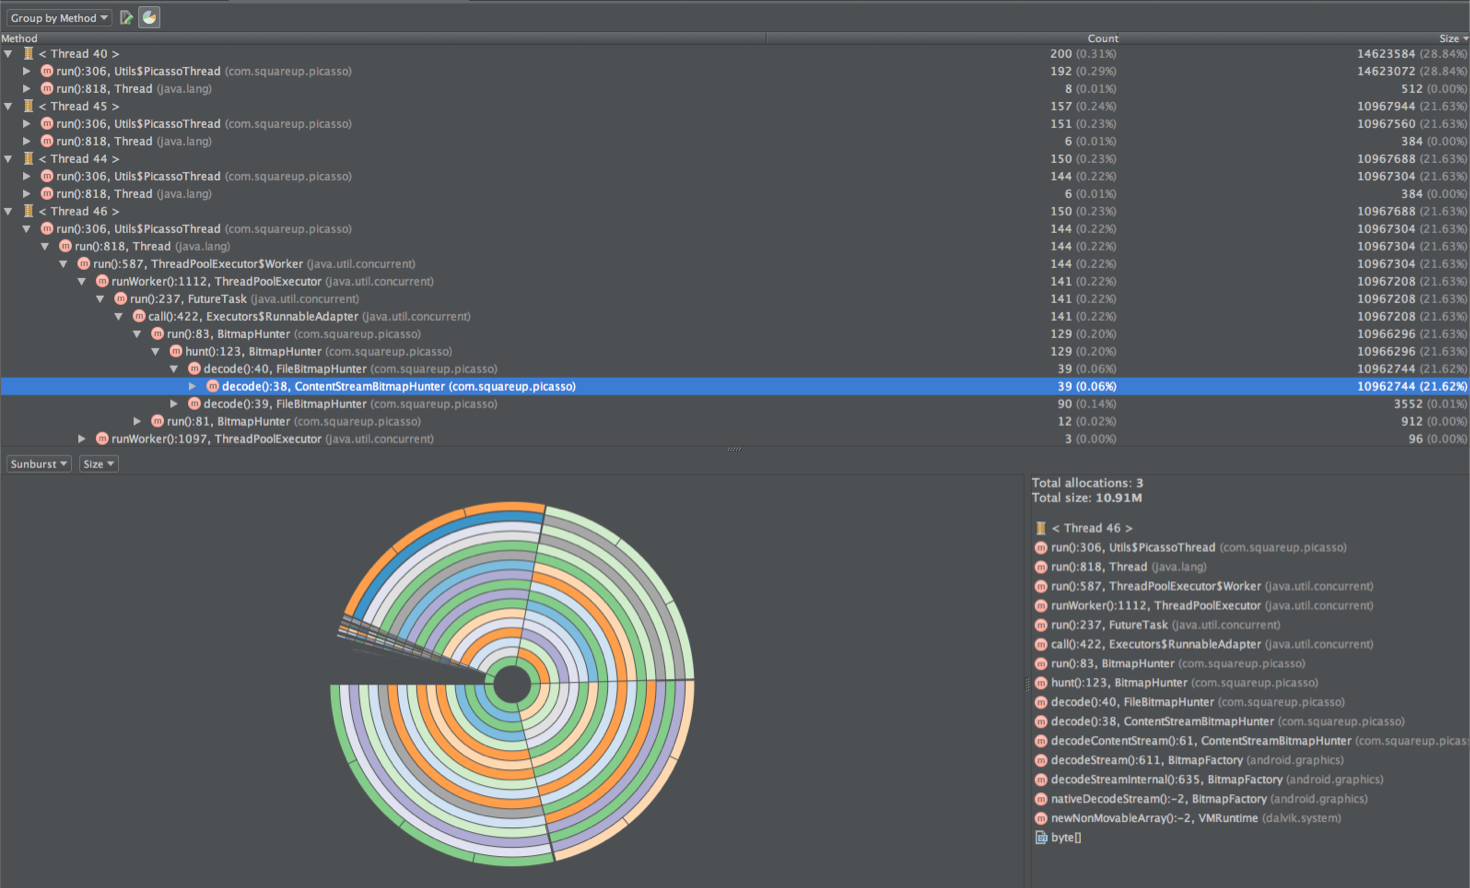 Group by Method
Method Count Size
< Thread 40 > 200 (0.31%) 14623584 (28.84%)
run():306, Utils$PicassoThread (com.squareup.picasso) 192 (0.29%) 14623072 (28.84%)
run():818, Thread (java.lang) 8 (0.01%) 512 (0.00%)
< Thread 45 > 157 (0.24%) 10967944 (21.63%)
run():306, Utils$PicassoThread (com.squareup.picasso) 151 (0.23%) 10967560 (21.63%)
run():818, Thread (java.lang) 6 (0.01%) 384 (0.00%)
< Thread 44 > 150 (0.23%) 10967688 (21.63%)
run():306, Utils$PicassoThread (com.squareup.picasso) 144 (0.22%) 10967304 (21.63%)
run():818, Thread (java.lang) 6 (0.01%) 384 (0.00%)
< Thread 46 > 150 (0.23%) 10967688 (21.63%)
run():306, Utils$PicassoThread (com.squareup.picasso) 144 (0.22%) 10967304 (21.63%)
run():818, Thread (java.lang) 144 (0.22%) 10967304 (21.63%)
run():587, ThreadPoolExecutor$Worker (java.util.concurrent) 144 (0.22%) 10967304 (21.63%)
runWorker():1112, ThreadPoolExecutor (java.util.concurrent) 141 (0.22%) 10967208 (21.63%)
run():237, FutureTask (java.util.concurrent) 141 (0.22%) 10967208 (21.63%)
call():422, Executors$RunnableAdapter (java.util.concurrent) 141 (0.22%) 10967208 (21.63%)
run():83, BitmapHunter (com.squareup.picasso) 129 (0.20%) 10966296 (21.63%)
hunt():123, BitmapHunter (com.squareup.picasso) 129 (0.20%) 10966296 (21.63%)
decode():40, FileBitmapHunter (com.squareup.picasso) 39 (0.06%) 10962744 (21.62%)
decode():38, ContentStreamBitmapHunter (com.squareup.picasso) 39 (0.06%) 10962744 (21.62%)
decode():39, FileBitmapHunter (com.squareup.picasso) 90 (0.14%) 3552 (0.01%)
run():81, BitmapHunter (com.squareup.picasso) 12 (0.02%) 912 (0.00%)
runWorker():1097, ThreadPoolExecutor (java.util.concurrent) 3 (0.00%) 96 (0.00%)
Sunburst Size
Total allocations: 3
Total size: 10.91M
< Thread 46 >
run():306, Utils$PicassoThread (com.squareup.picasso)
run():818, Thread (java.lang)
run():587, ThreadPoolExecutor$Worker (java.util.concurrent)
runWorker():1112, ThreadPoolExecutor (java.util.concurrent)
run():237, FutureTask (java.util.concurrent)
call():422, Executors$RunnableAdapter (java.util.concurrent)
run():83, BitmapHunter (com.squareup.picasso)
hunt():123, BitmapHunter (com.squareup.picasso)
decode():40, FileBitmapHunter (com.squareup.picasso)
decode():38, ContentStreamBitmapHunter (com.squareup.picasso)
decodeContentStream():61, ContentStreamBitmapHunter (com.squareup.picas
decodeStream():611, BitmapFactory (android.graphics)
decodeStreamInternal():635, BitmapFactory (android.graphics)
nativeDecodeStream():-2, BitmapFactory (android.graphics)
newNonMovableArray():-2, VMRuntime (dalvik.system)
byte[]